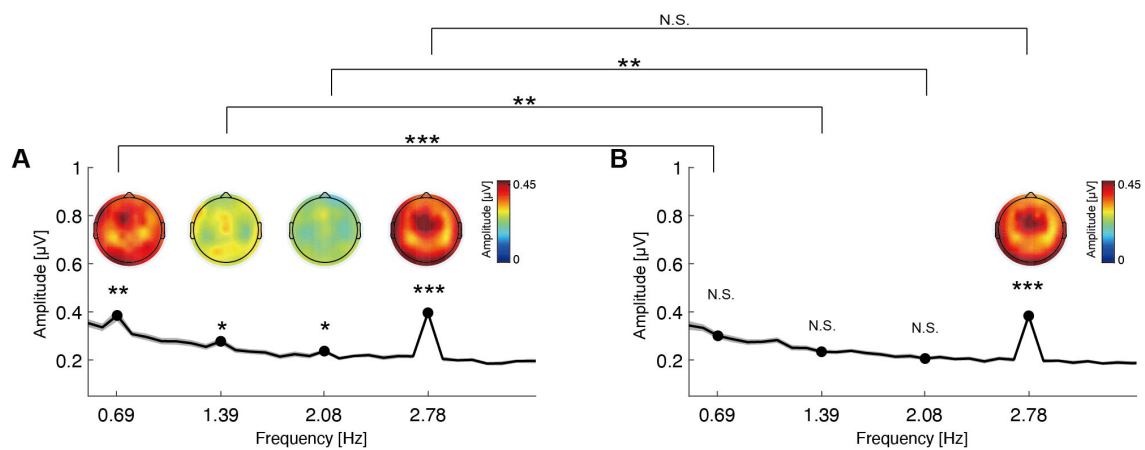 N.S.
**
**
***
A
B
Amplitude [µV]
1
0.8
0.6
0.4
0.2
0.45
Amplitude [µV]
0
**
*
*
***
0.69
1.39
2.08
2.78
Frequency [Hz]
Amplitude [µV]
1
0.8
0.6
0.4
0.2
0.45
Amplitude [µV]
0
N.S.
N.S.
N.S.
***
0.69
1.39
2.08
2.78
Frequency [Hz]